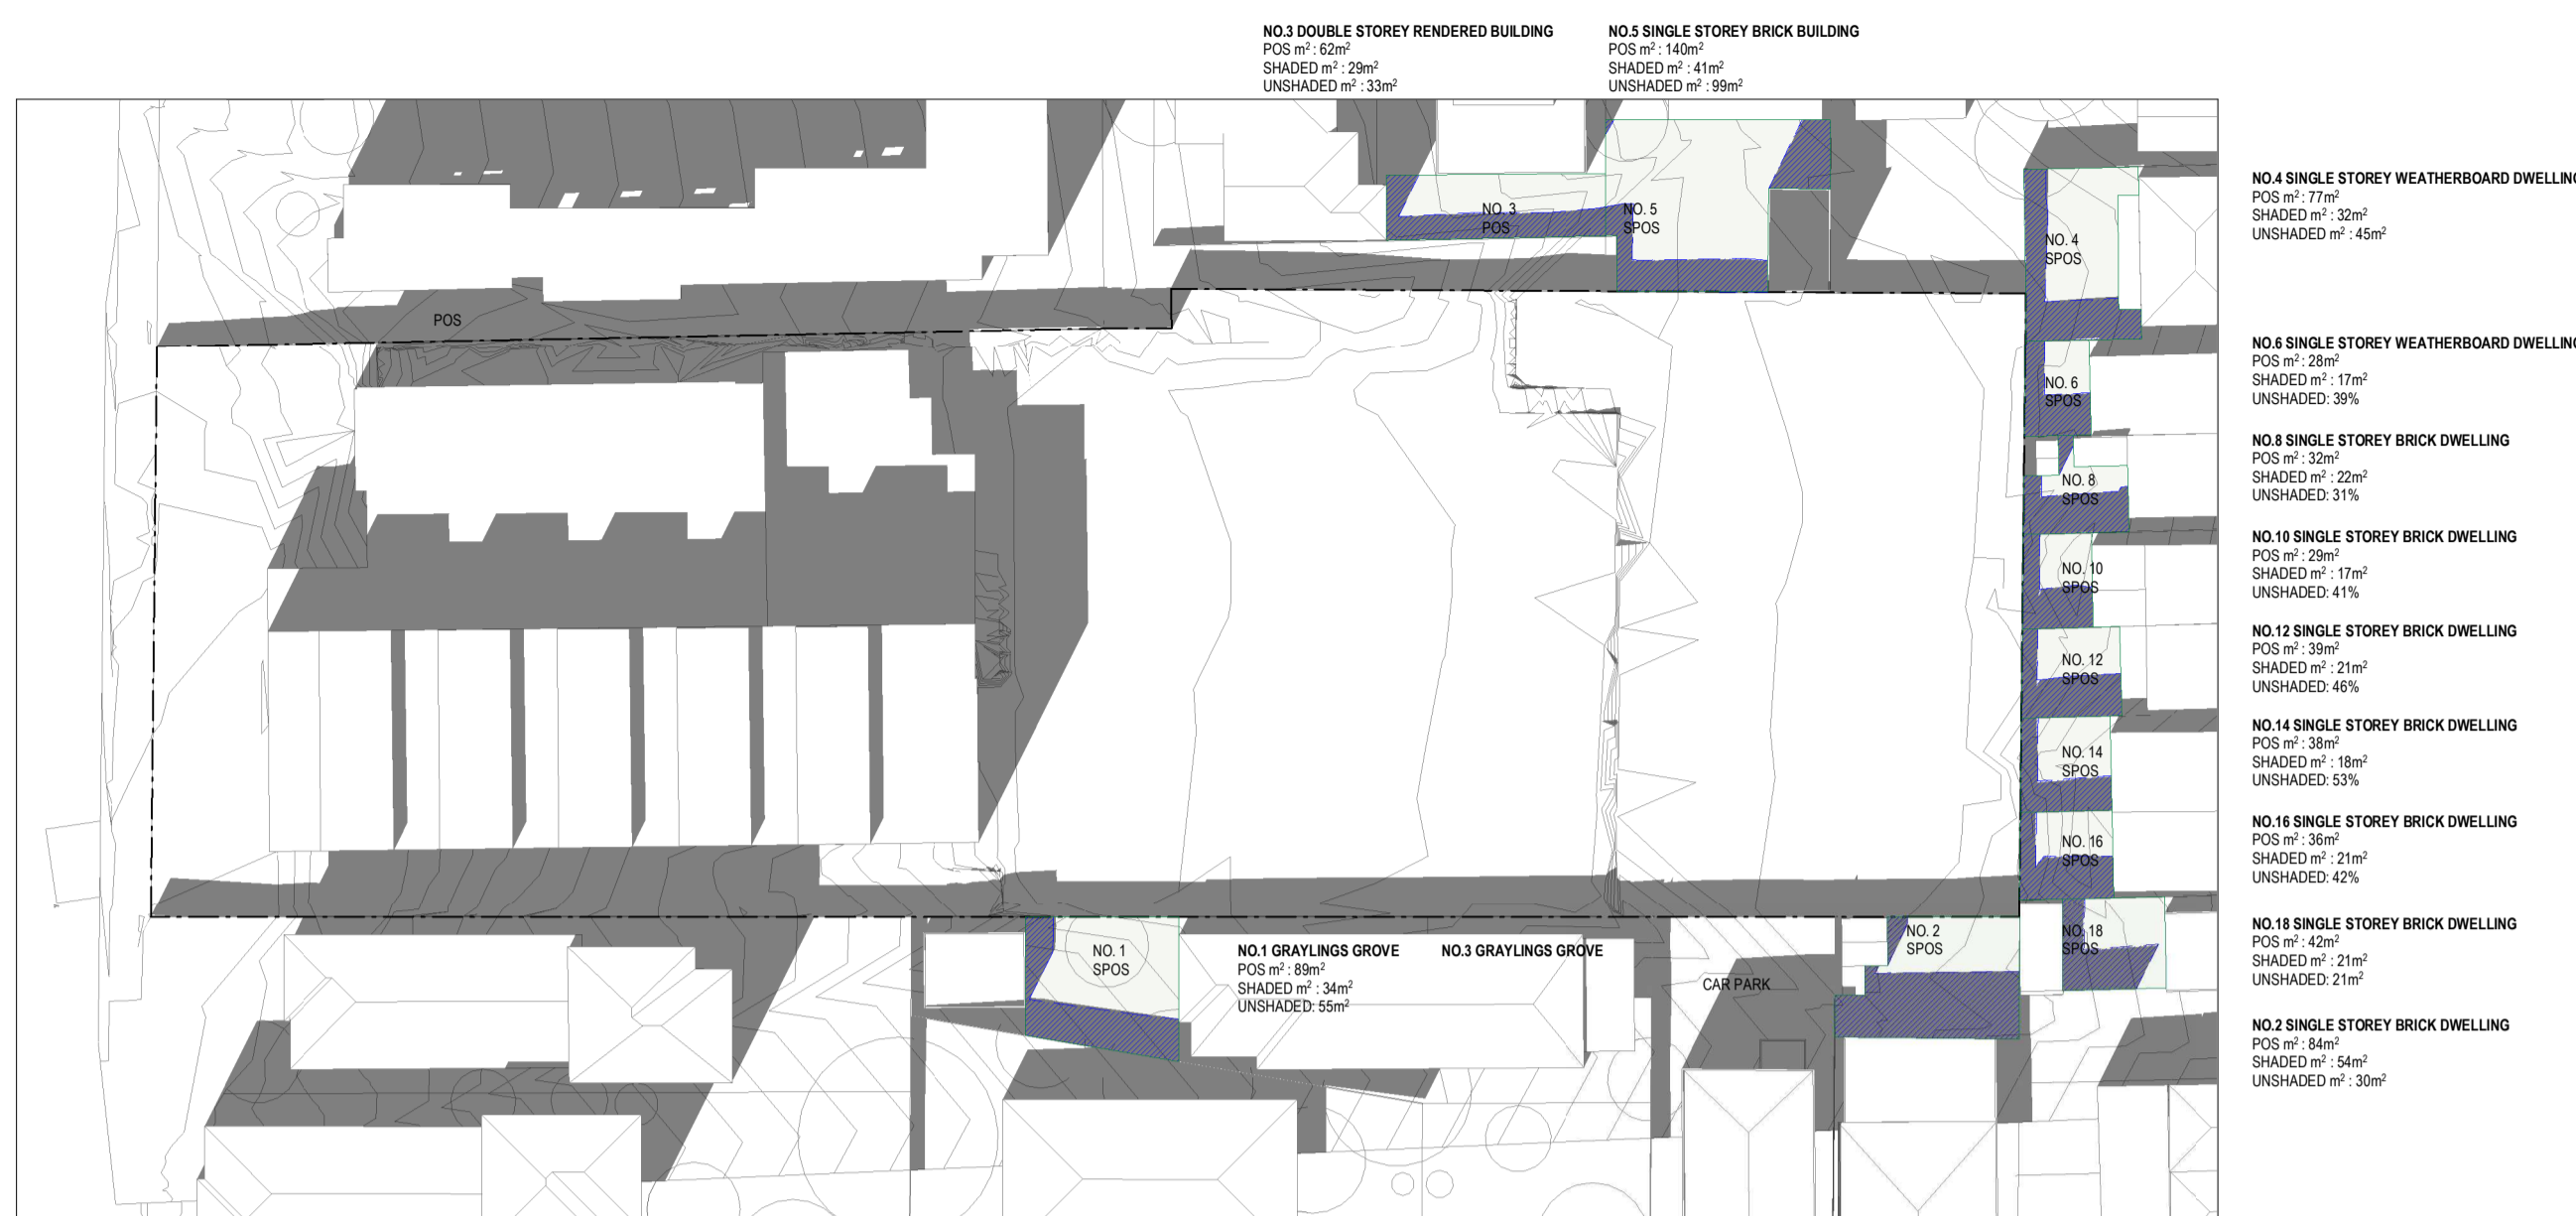 NO.3 DOUBLE STOREY RENDERED BUILDING
POS m² : 62m²
SHADED m² : 29m²
UNSHADED m² : 33m²
NO.5 SINGLE STOREY BRICK BUILDING
POS m² : 140m²
SHADED m² : 41m²
UNSHADED m² : 99m²
NO. 3
POS
NO. 5
SPOS
POS
NO. 4
SPOS
NO. 6
SPOS
NO. 8
SPOS
NO. 10
SPOS
NO. 12
SPOS
NO. 14
SPOS
NO. 16
SPOS
NO. 18
SPOS
NO. 2
SPOS
NO. 1
SPOS
NO.1 GRAYLINGS GROVE
POS m² : 89m²
SHADED m² : 34m²
UNSHADED: 55m²
NO.3 GRAYLINGS GROVE
CAR PARK
NO.4 SINGLE STOREY WEATHERBOARD DWELLING
POS m² : 77m²
SHADED m² : 32m²
UNSHADED m² : 45m²
NO.6 SINGLE STOREY WEATHERBOARD DWELLING
POS m² : 28m²
SHADED m² : 17m²
UNSHADED: 39%
NO.8 SINGLE STOREY BRICK DWELLING
POS m² : 32m²
SHADED m² : 22m²
UNSHADED: 31%
NO.10 SINGLE STOREY BRICK DWELLING
POS m² : 29m²
SHADED m² : 17m²
UNSHADED: 41%
NO.12 SINGLE STOREY BRICK DWELLING
POS m² : 39m²
SHADED m² : 21m²
UNSHADED: 46%
NO.14 SINGLE STOREY BRICK DWELLING
POS m² : 38m²
SHADED m² : 18m²
UNSHADED: 53%
NO.16 SINGLE STOREY BRICK DWELLING
POS m² : 36m²
SHADED m² : 21m²
UNSHADED: 42%
NO.18 SINGLE STOREY BRICK DWELLING
POS m² : 42m²
SHADED m² : 21m²
UNSHADED: 21m²
NO.2 SINGLE STOREY BRICK DWELLING
POS m² : 84m²
SHADED m² : 54m²
UNSHADED m² : 30m²